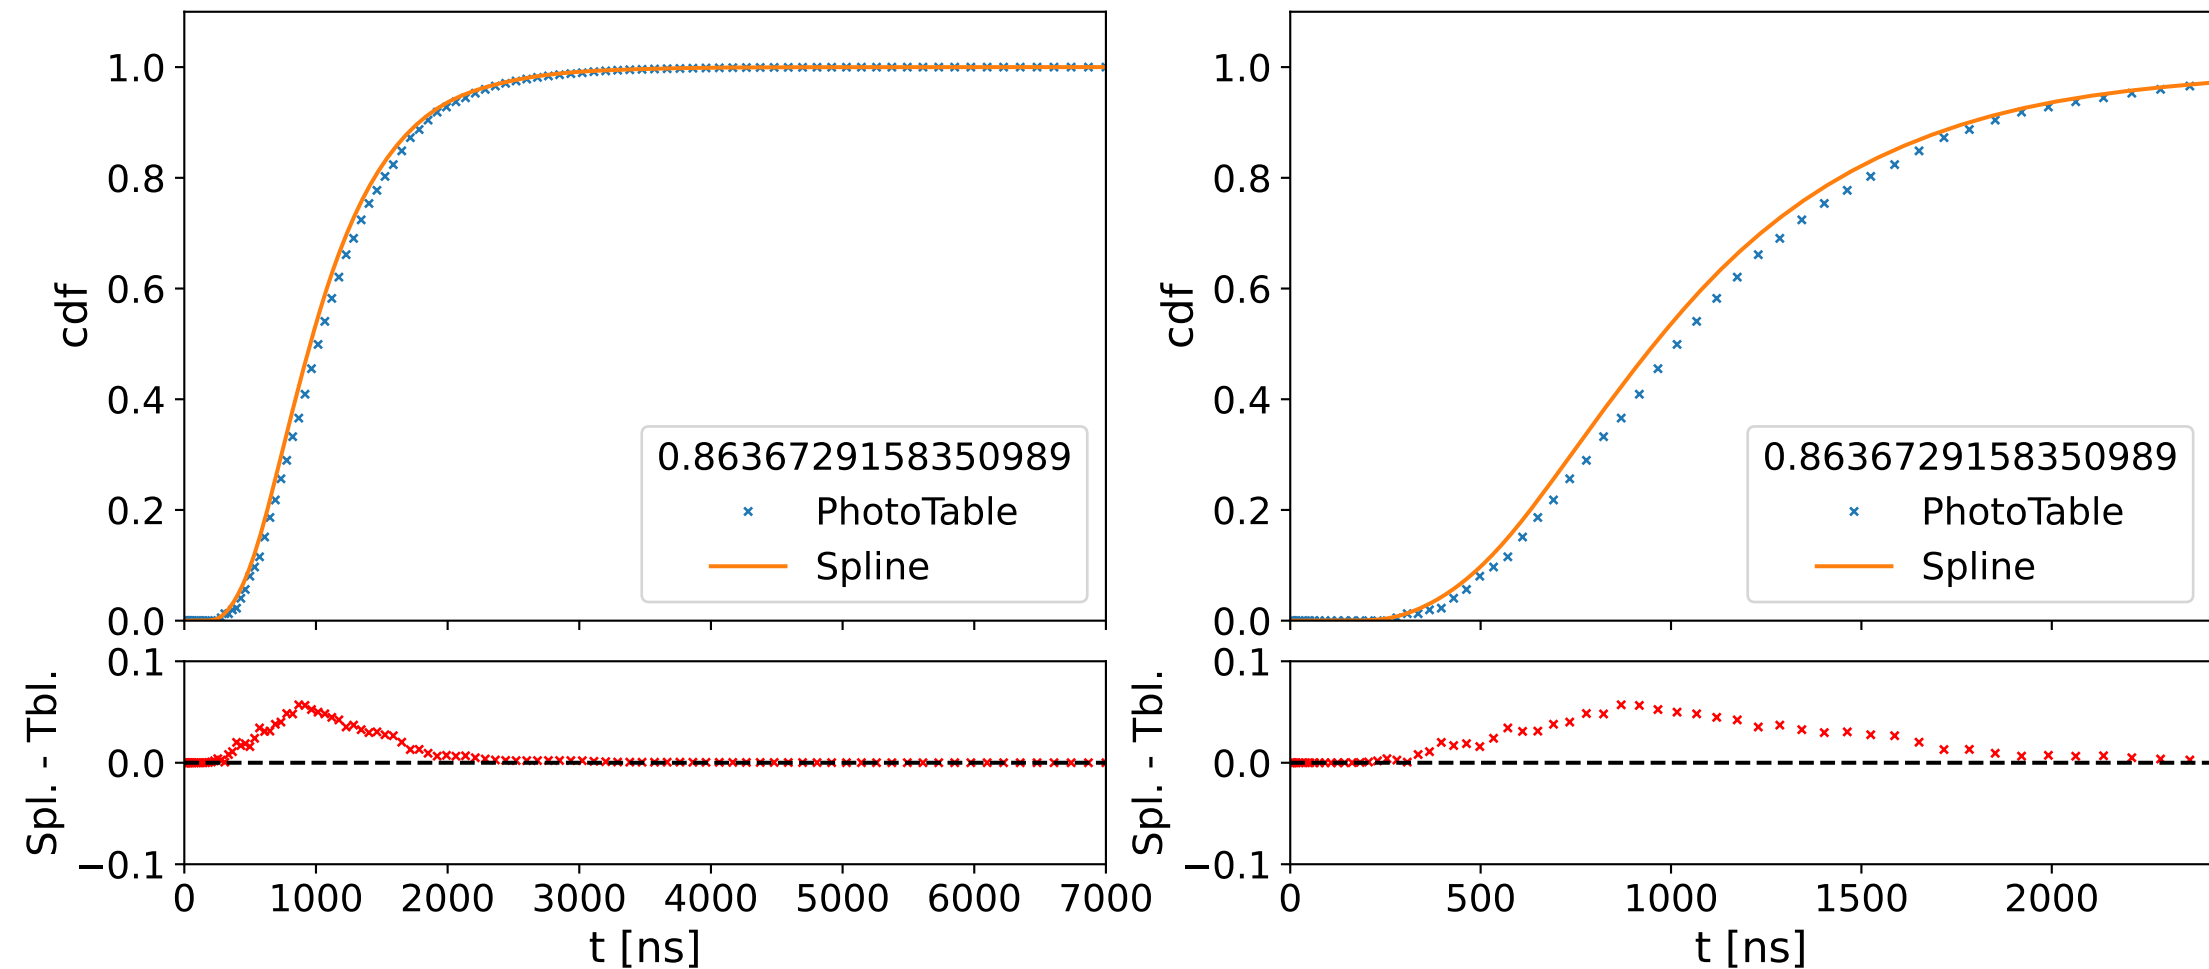 cdf
1.0
0.8
0.6
0.4
0.2
0.0
0.8636729158350989
PhotoTable
Spline
Spl. - Tbl.
0.1
0.0
−0.1
0 1000 2000 3000 4000 5000 6000 7000
t [ns]
cdf
1.0
0.8
0.6
0.4
0.2
0.0
0.8636729158350989
PhotoTable
Spline
Spl. - Tbl.
0.1
0.0
−0.1
0 500 1000 1500 2000
t [ns]